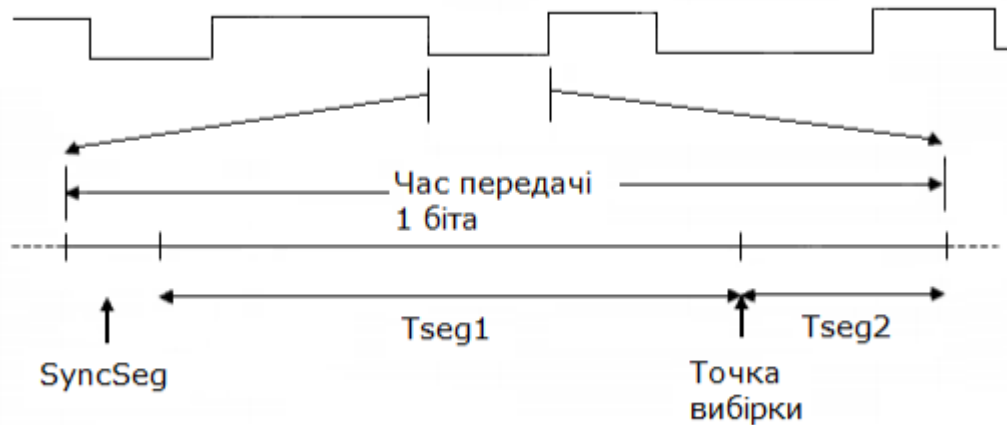 Час передачі
1 біта
Tseg1
Tseg2
SyncSeg
Точка
вибірки